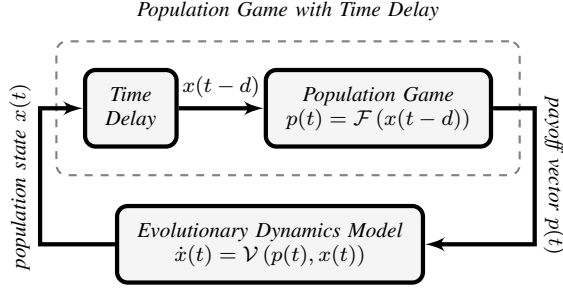 Population Game with Time Delay
population state x(t)
Time
Delay
x(t − d)
Population Game
p(t) = ℱ (x(t − d))
payoff vector p(t)
Evolutionary Dynamics Model
ẋ(t) = 𝒱 (p(t), x(t))